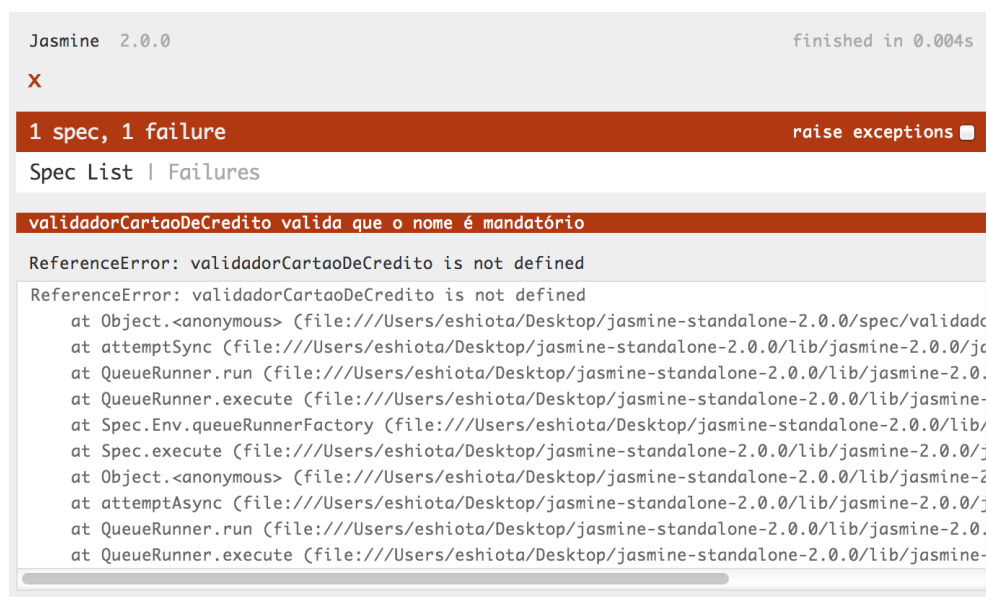 Jasmine 2.0.0 finished in 0.004s
X
1 spec, 1 failure raise exceptions
Spec List | Failures
validadorCartaoDeCredito valida que o nome é mandatório
ReferenceError: validadorCartaoDeCredito is not defined
ReferenceError: validadorCartaoDeCredito is not defined
at Object.<anonymous> (file:///Users/eshiota/Desktop/jasmine-standalone-2.0.0/spec/validadc
at attemptSync (file:///Users/eshiota/Desktop/jasmine-standalone-2.0.0/lib/jasmine-2.0.0/ja
at QueueRunner.run (file:///Users/eshiota/Desktop/jasmine-standalone-2.0.0/lib/jasmine-2.0.
at QueueRunner.execute (file:///Users/eshiota/Desktop/jasmine-standalone-2.0.0/lib/jasmine-
at Spec.Env.queueRunnerFactory (file:///Users/eshiota/Desktop/jasmine-standalone-2.0.0/lib/
at Spec.execute (file:///Users/eshiota/Desktop/jasmine-standalone-2.0.0/lib/jasmine-2.0.0/j
at Object.<anonymous> (file:///Users/eshiota/Desktop/jasmine-standalone-2.0.0/lib/jasmine-2
at attemptAsync (file:///Users/eshiota/Desktop/jasmine-standalone-2.0.0/lib/jasmine-2.0.0/j
at QueueRunner.run (file:///Users/eshiota/Desktop/jasmine-standalone-2.0.0/lib/jasmine-2.0.
at QueueRunner.execute (file:///Users/eshiota/Desktop/jasmine-standalone-2.0.0/lib/jasmine-